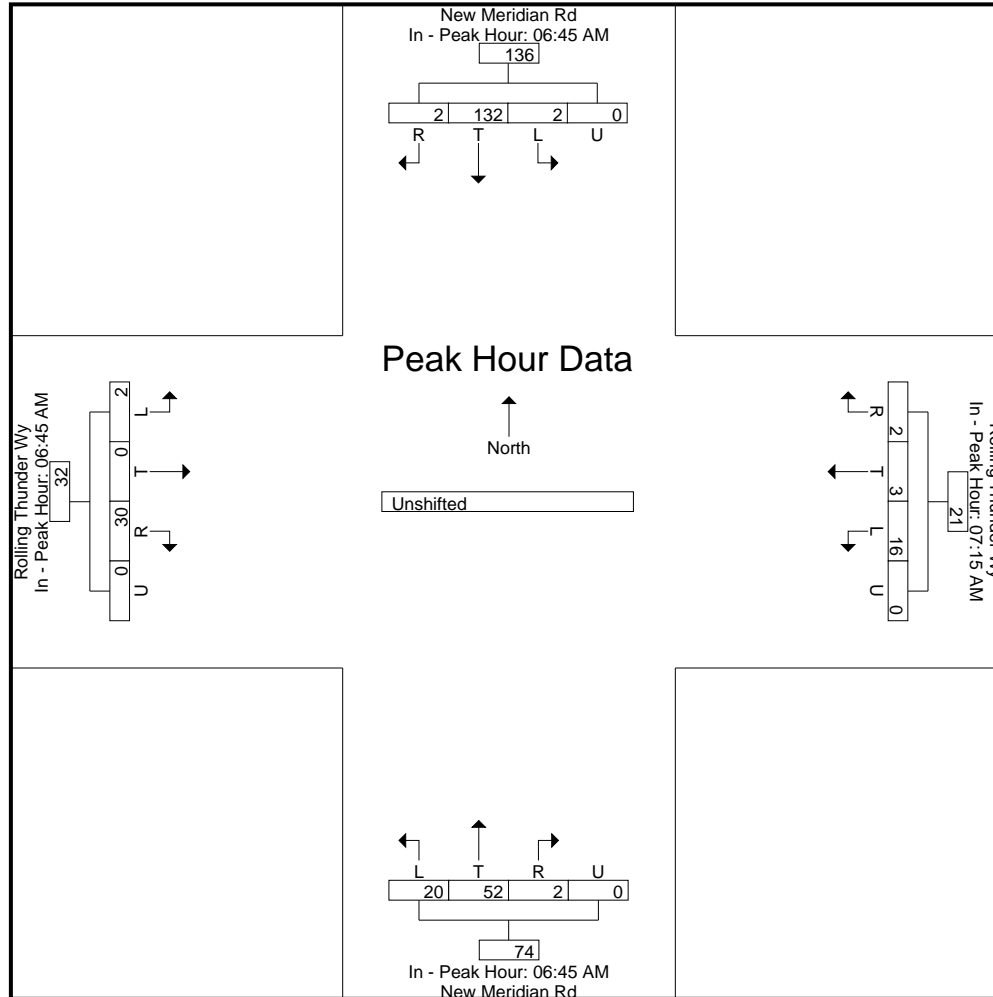 New Meridian Rd
In - Peak Hour: 06:45 AM
136
2 132 2 0
R T L U
Peak Hour Data
North
Unshifted
Rolling Thunder Wy
In - Peak Hour: 06:45 AM
32
2 0 30 0
L T R U
Rolling Thunder Wy
In - Peak Hour: 07:15 AM
21
2 3 16 0
R T L U
L T R U
20 52 2 0
74
In - Peak Hour: 06:45 AM
New Meridian Rd